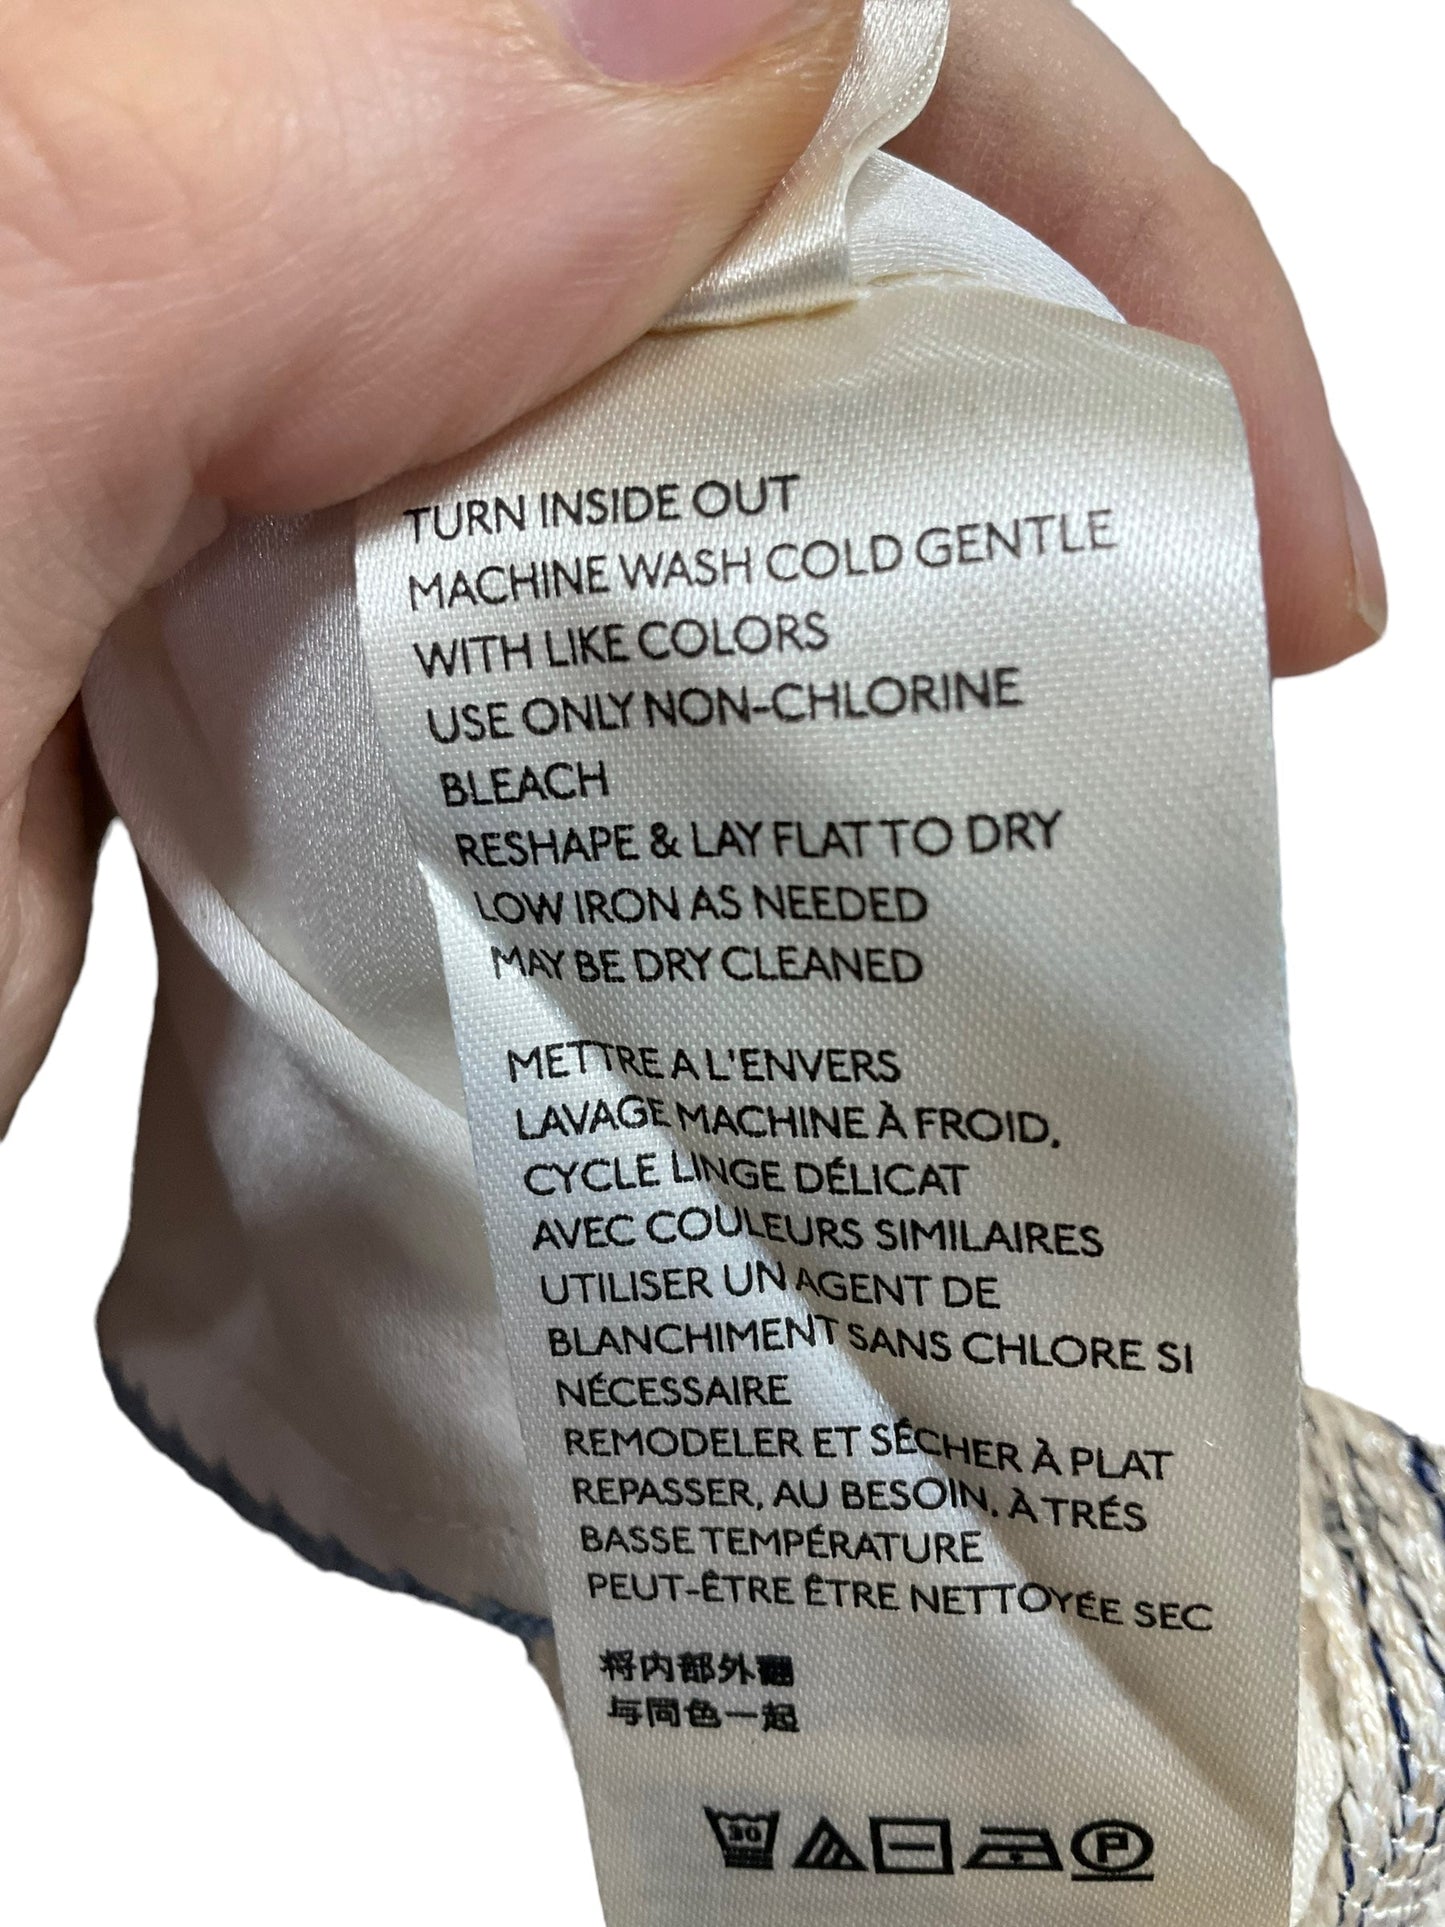 TURN INSIDE OUT
MACHINE WASH COLD GENTLE
WITH LIKE COLORS
USE ONLY NON-CHLORINE
BLEACH
RESHAPE & LAY FLAT TO DRY
LOW IRON AS NEEDED
MAY BE DRY CLEANED
METTRE A L'ENVERS
LAVAGE MACHINE À FROID,
CYCLE LINGE DÉLICAT
AVEC COULEURS SIMILAIRES
UTILISER UN AGENT DE
BLANCHIMENT SANS CHLORE SI
NÉCESSAIRE
REMODELER ET SÉCHER À PLAT
REPASSER, AU BESOIN, À TRÉS
BASSE TEMPÉRATURE
PEUT-ÊTRE ÊTRE NETTOYÉE SEC
将内部外翻
与同色一起
30 P